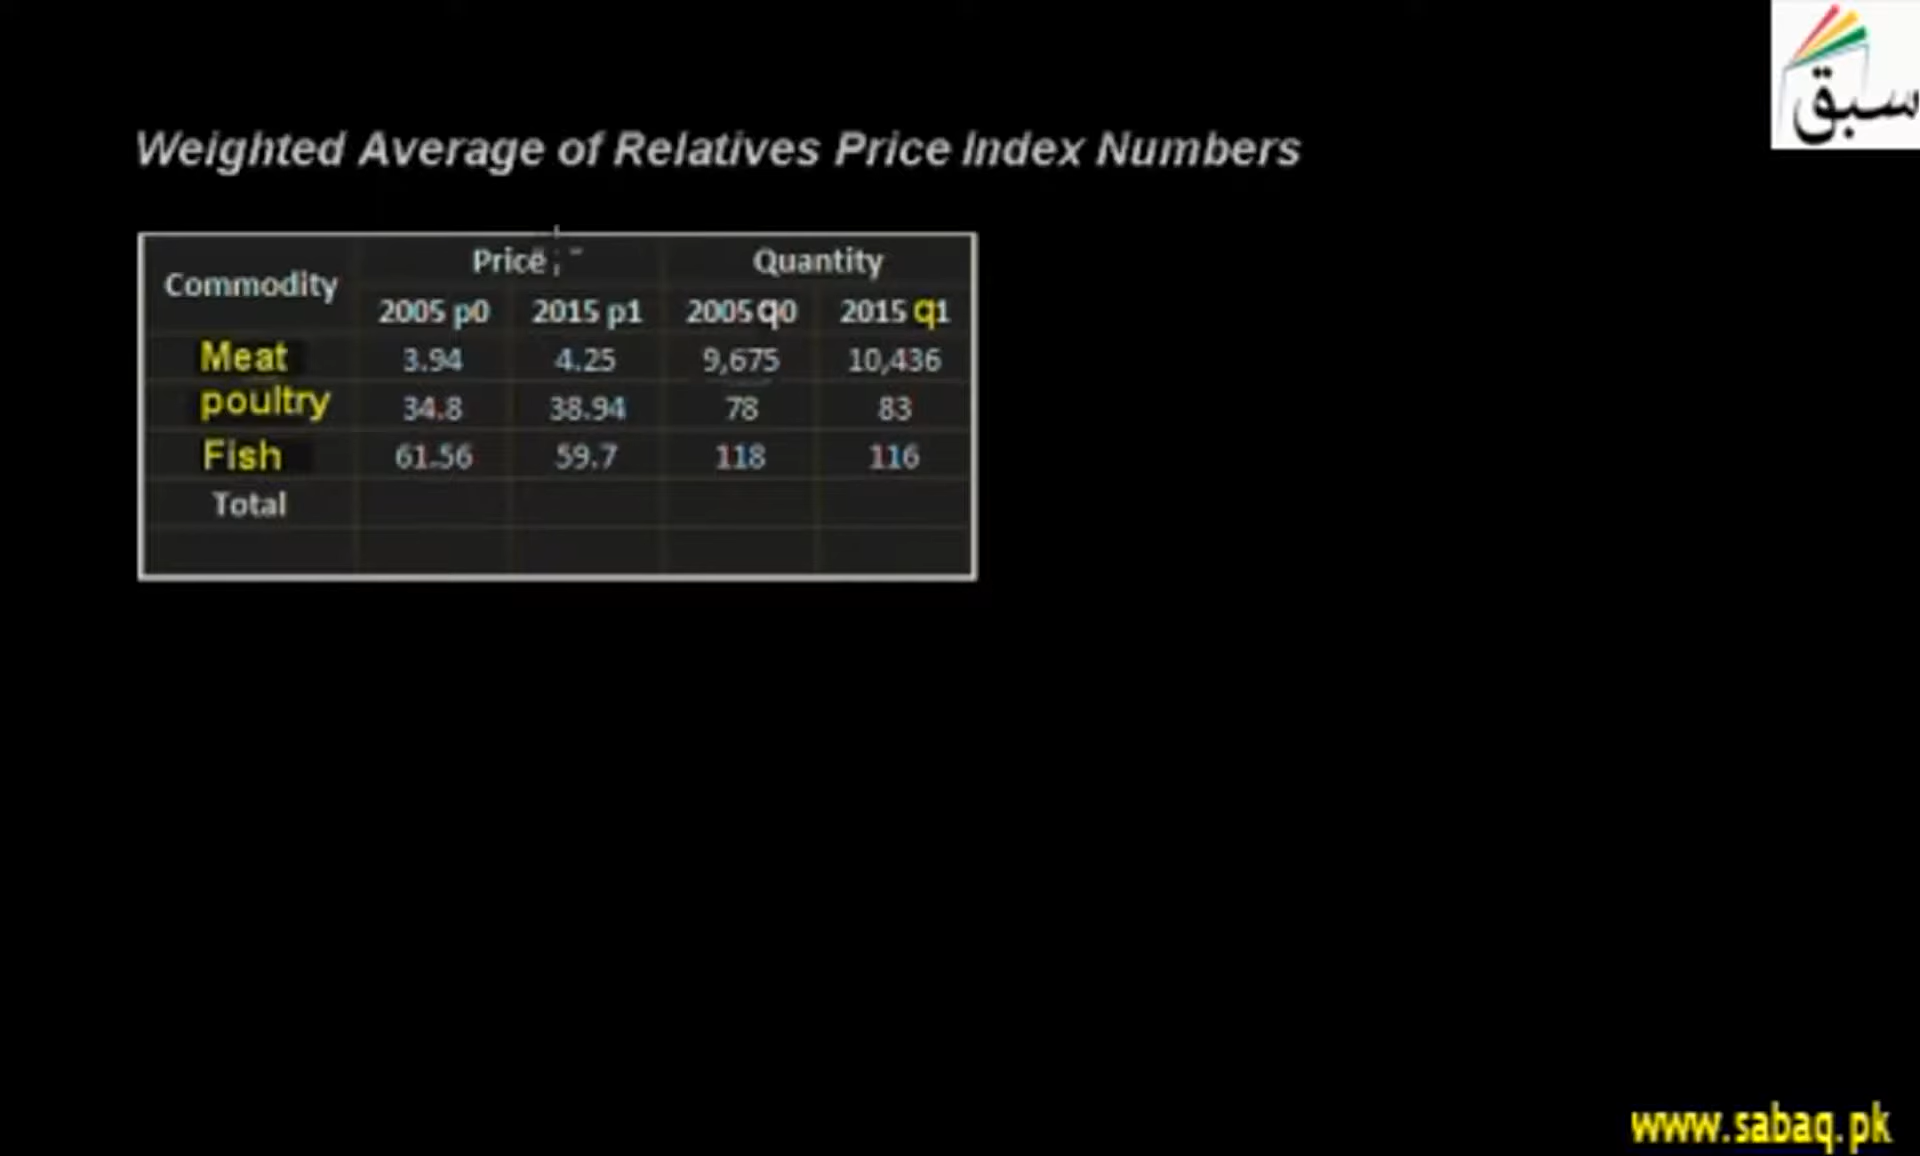 سبق
Weighted Average of Relatives Price Index Numbers
Commodity Price Quantity
2005 p0 2015 p1 2005 q0 2015 q1
Meat 3.94 4.25 9,675 10,436
poultry 34.8 38.94 78 83
Fish 61.56 59.7 118 116
Total
www.sabaq.pk